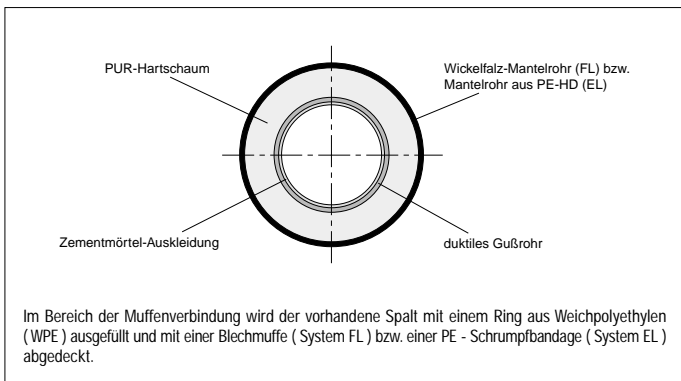 PUR-Hartschaum
Wickelfalz-Mantelrohr (FL) bzw.
Mantelrohr aus PE-HD (EL)
Zementmörtel-Auskleidung
duktiles Gußrohr
Im Bereich der Muffenverbindung wird der vorhandene Spalt mit einem Ring aus Weichpolyethylen
( WPE ) ausgefüllt und mit einer Blechmuffe ( System FL ) bzw. einer PE - Schrumpfbandage ( System EL )
abgedeckt.